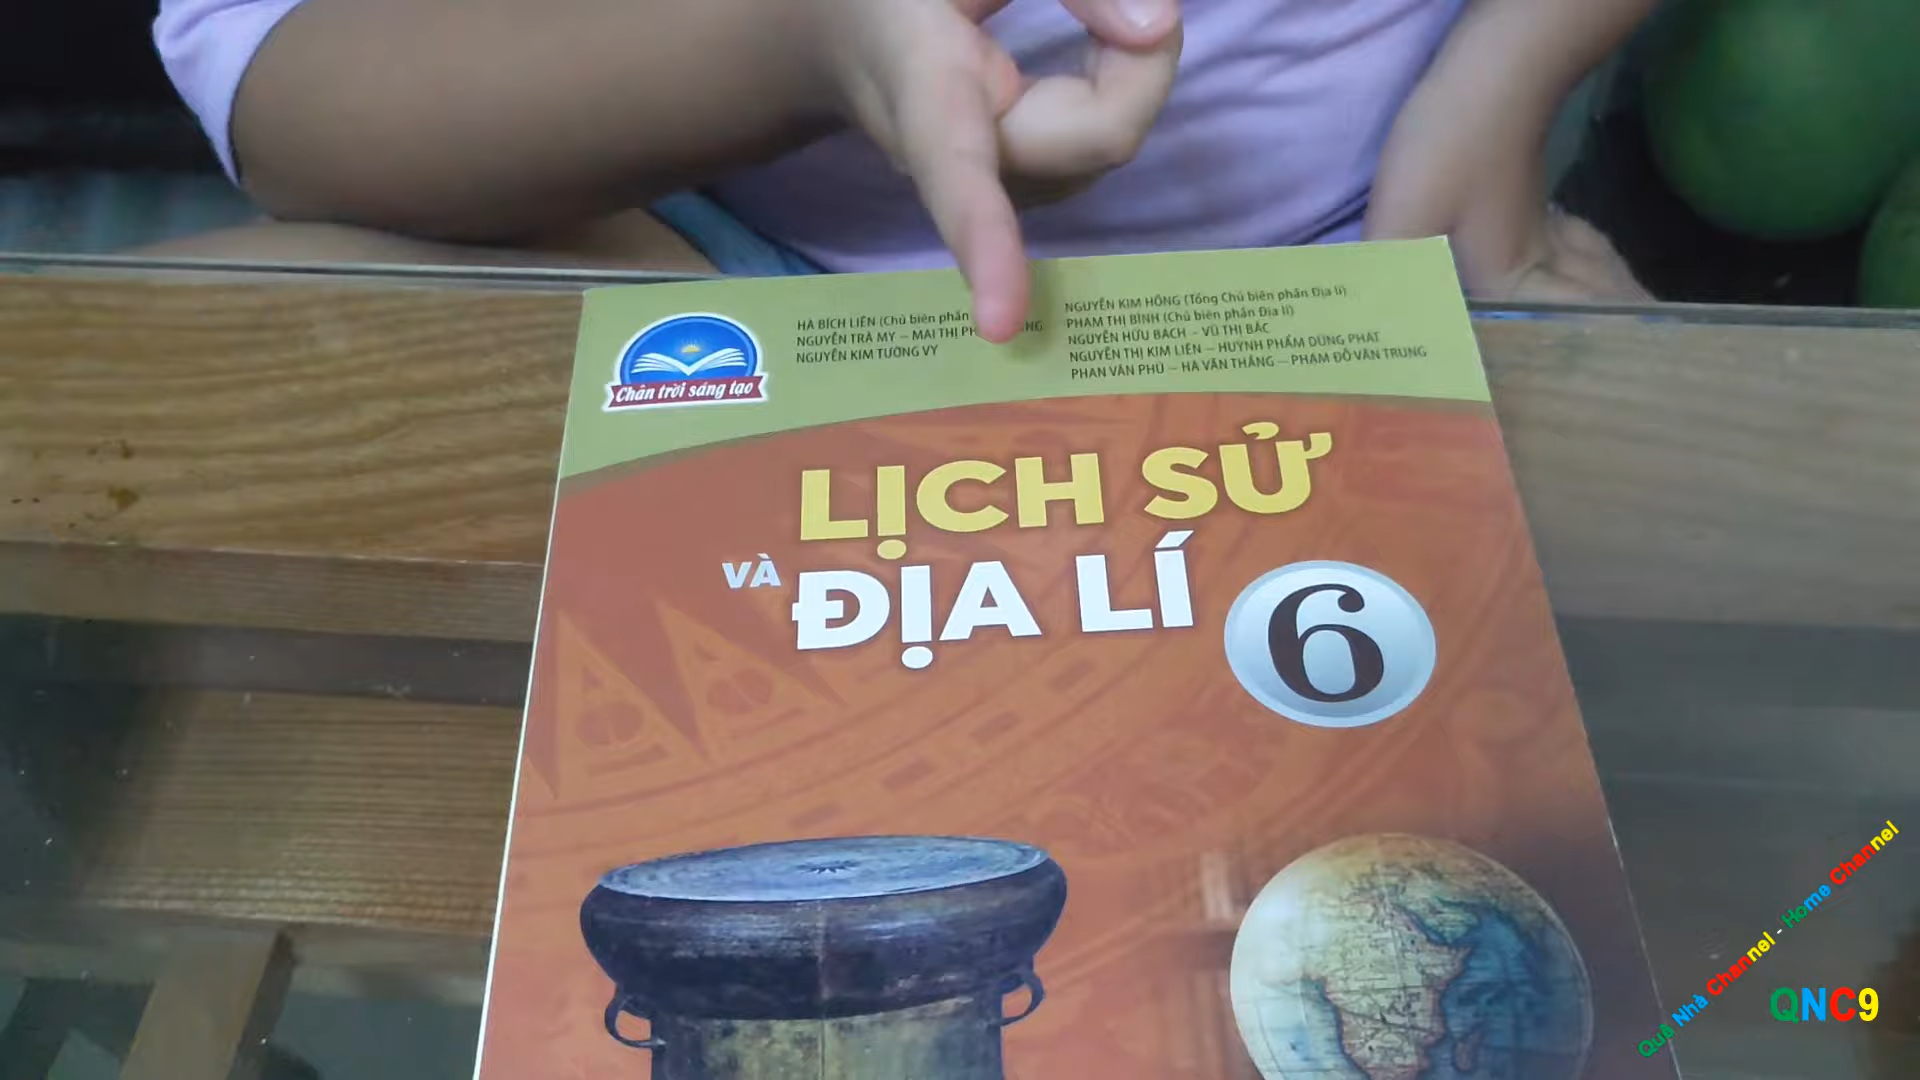 Chân trời sáng tạo
HÀ BÍCH LIÊN (Chủ biên phần
NGUYỄN TRÀ MY – MAI THỊ
NGUYỄN KIM TƯỜNG VY
NGUYỄN KIM HỒNG (Tổng Chủ biên phần Địa lí)
PHẠM THỊ BÌNH (Chủ biên phần Địa lí)
NGUYỄN HỮU BÁCH – VŨ THỊ BẮC
NGUYỄN THỊ KIM LIÊN – HUỲNH PHẨM DŨNG PHÁT
PHAN VĂN PHÚ – HÀ VĂN THẮNG – PHẠM ĐỖ VĂN TRUNG
LỊCH SỬ
VÀ ĐỊA LÍ 6
Quê Nhà Channel - Home Channel
QNC9